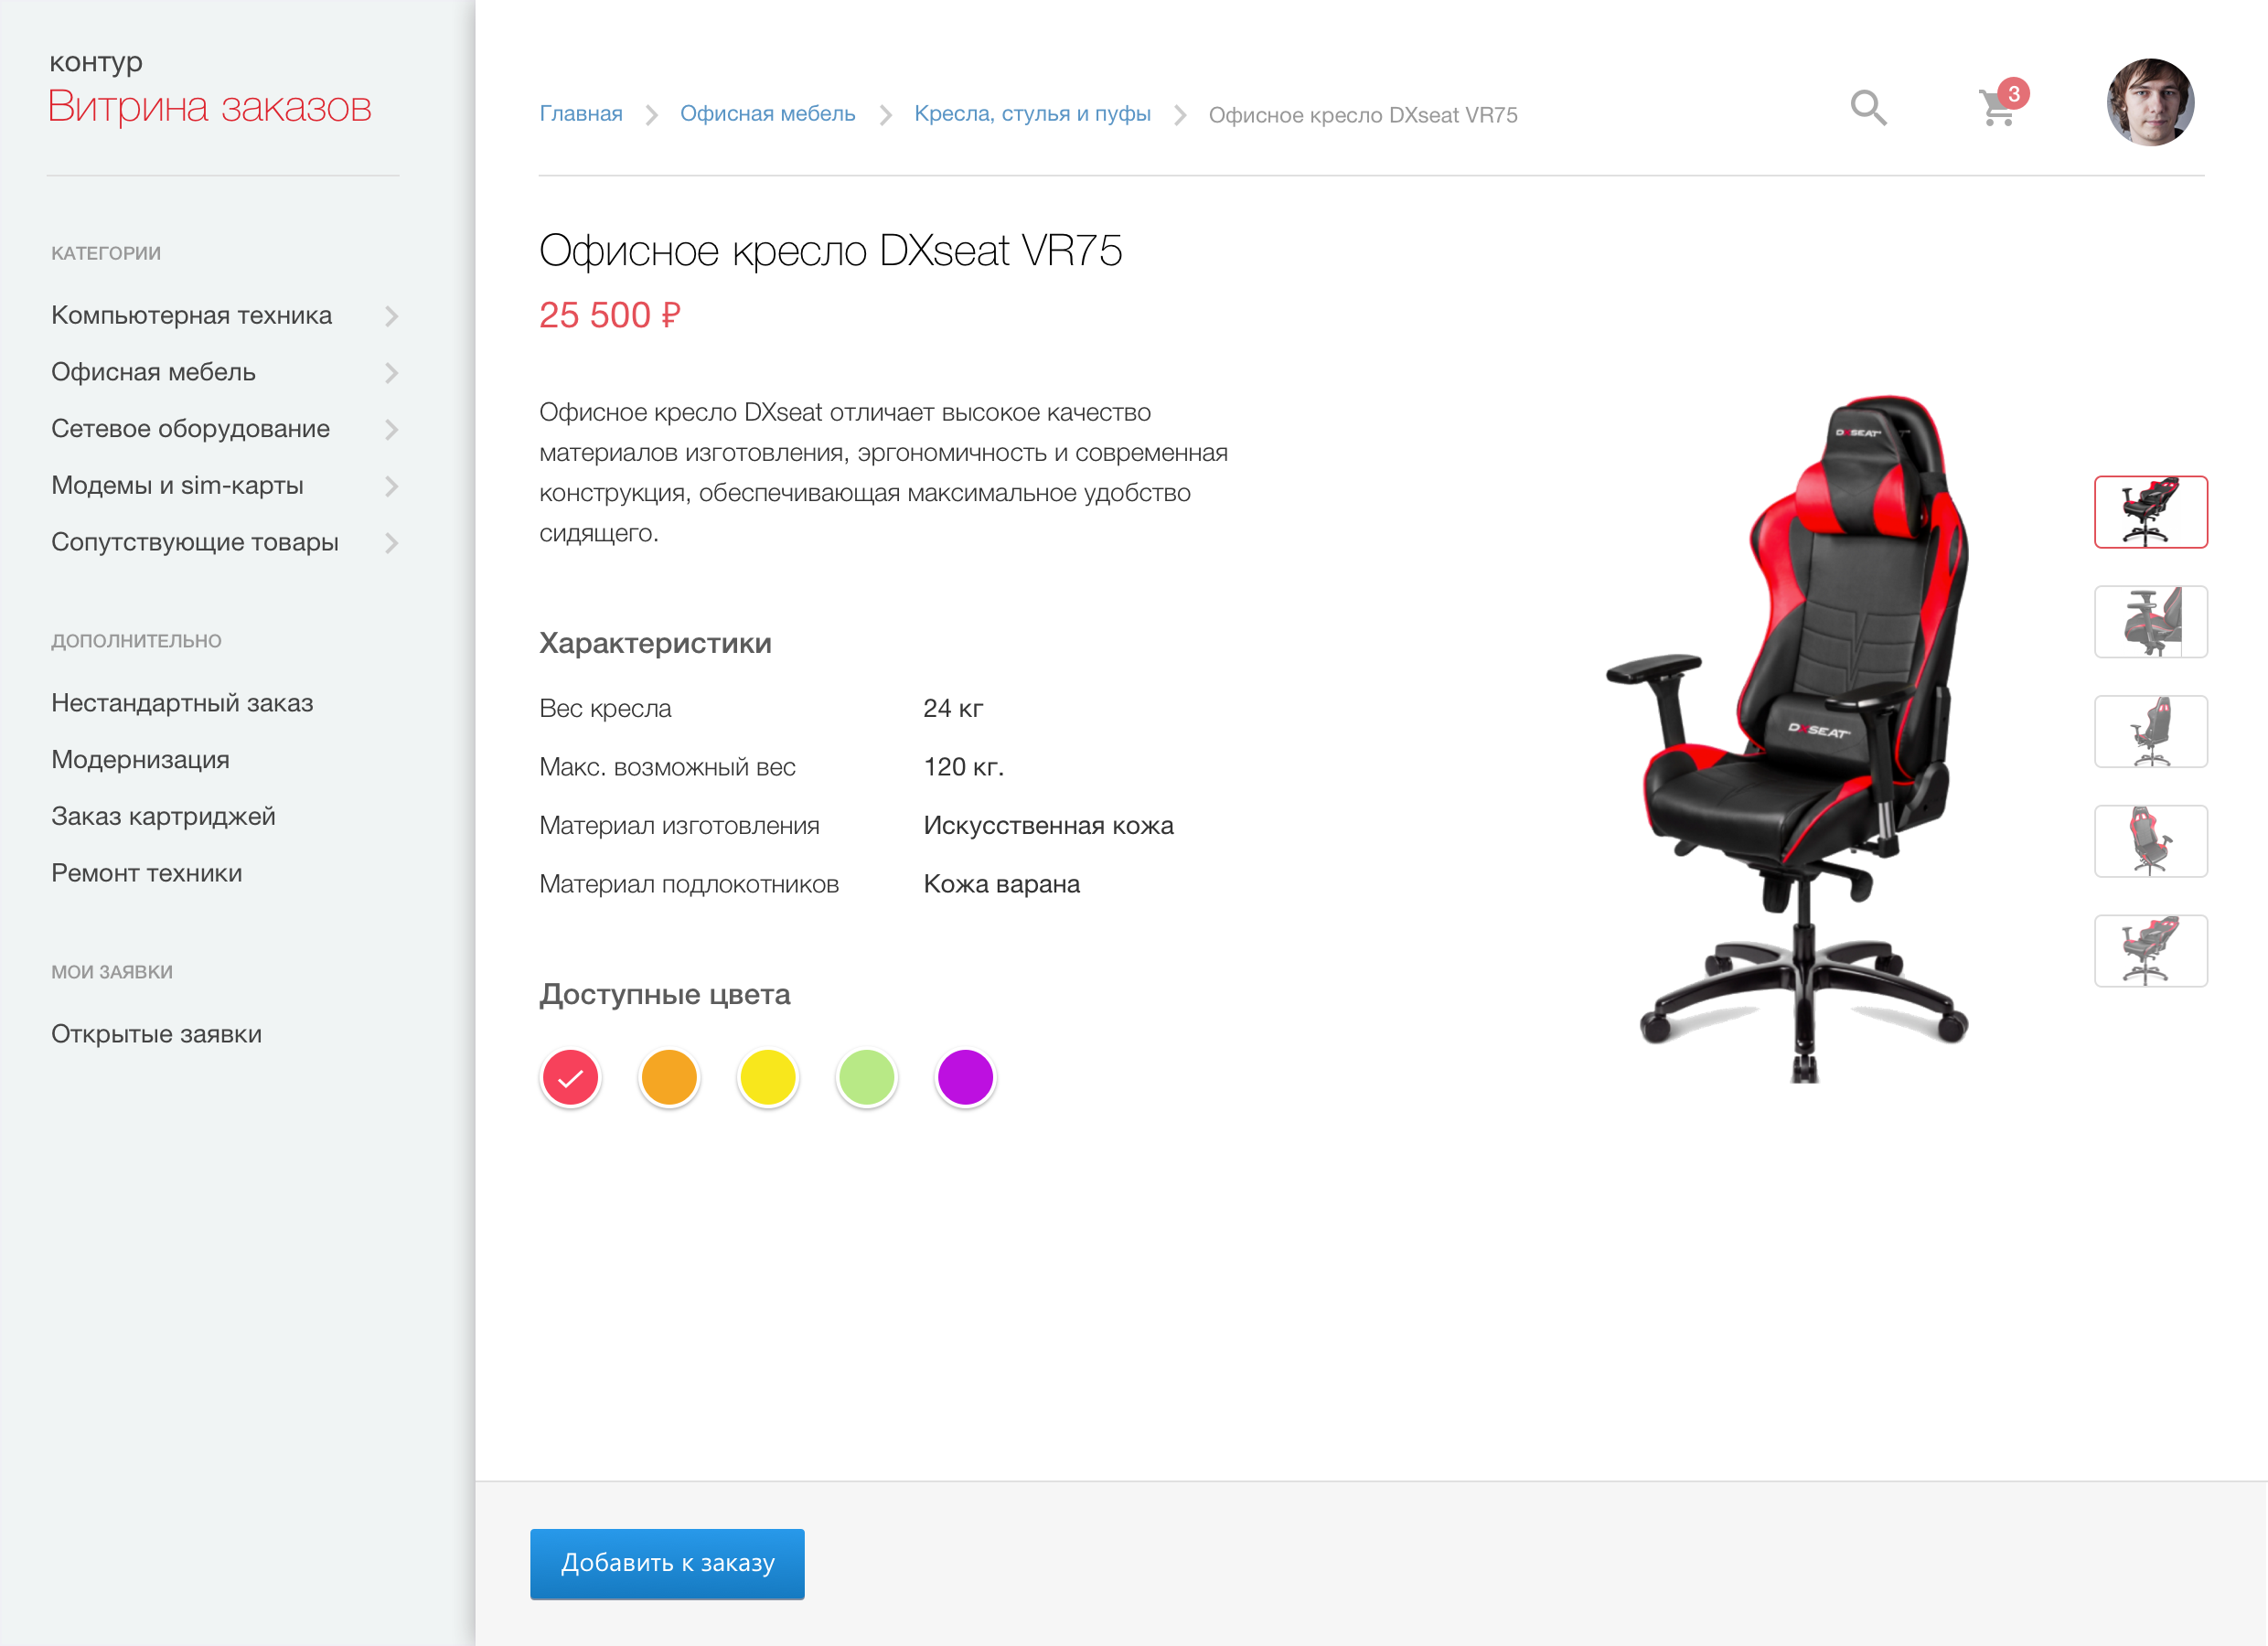 контур
Витрина заказов
КАТЕГОРИИ
Компьютерная техника
Офисная мебель
Сетевое оборудование
Модемы и sim-карты
Сопутствующие товары
ДОПОЛНИТЕЛЬНО
Нестандартный заказ
Модернизация
Заказ картриджей
Ремонт техники
МОИ ЗАЯВКИ
Открытые заявки
Главная Офисная мебель Кресла, стулья и пуфы Офисное кресло DXseat VR75
3
Офисное кресло DXseat VR75
25 500 ₽
Офисное кресло DXseat отличает высокое качество
материалов изготовления, эргономичность и современная
конструкция, обеспечивающая максимальное удобство
сидящего.
Характеристики
Вес кресла 24 кг
Макс. возможный вес 120 кг.
Материал изготовления Искусственная кожа
Материал подлокотников Кожа варана
Доступные цвета
DXSEAT
DXSEAT
Добавить к заказу